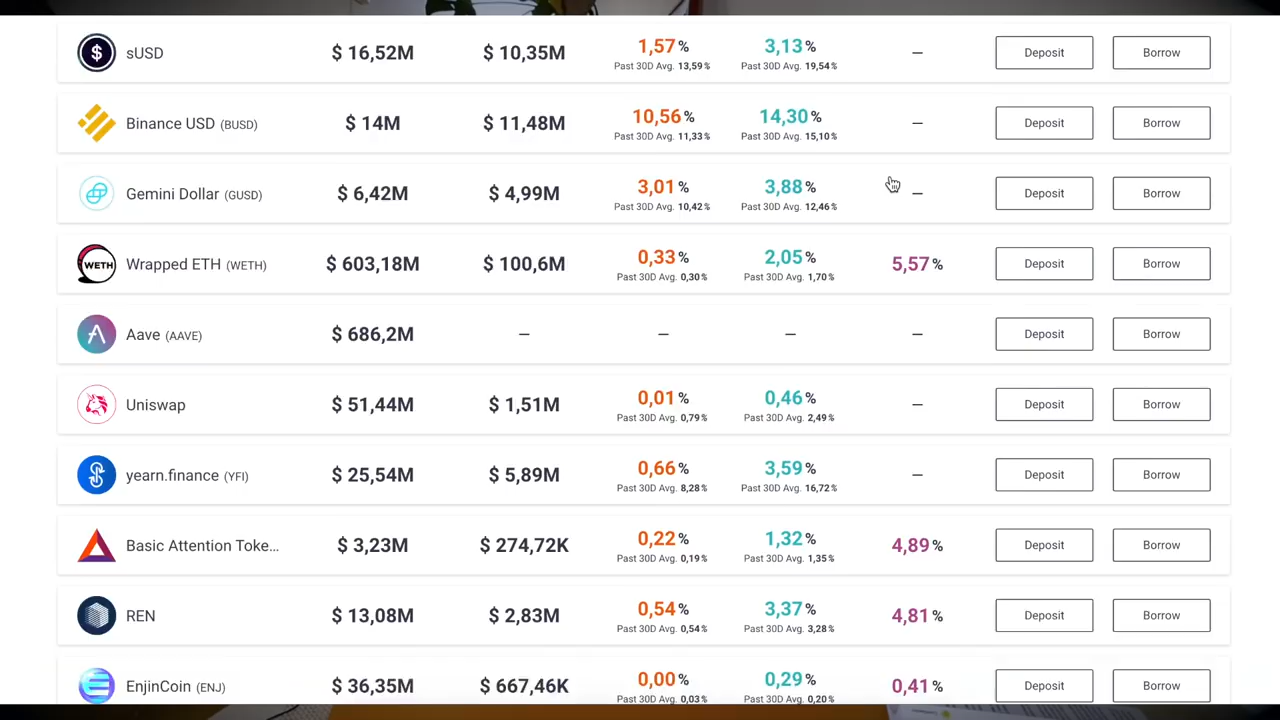 sUSD $ 16,52M $ 10,35M 1,57 % 3,13 % — Deposit Borrow
Past 30D Avg. 13,59 % Past 30D Avg. 19,54 %
Binance USD (BUSD) $ 14M $ 11,48M 10,56 % 14,30 % — Deposit Borrow
Past 30D Avg. 11,33 % Past 30D Avg. 15,10 %
Gemini Dollar (GUSD) $ 6,42M $ 4,99M 3,01 % 3,88 % — Deposit Borrow
Past 30D Avg. 10,42 % Past 30D Avg. 12,46 %
WETH Wrapped ETH (WETH) $ 603,18M $ 100,6M 0,33 % 2,05 % 5,57 % Deposit Borrow
Past 30D Avg. 0,30 % Past 30D Avg. 1,70 %
Aave (AAVE) $ 686,2M — — — — Deposit Borrow
Uniswap $ 51,44M $ 1,51M 0,01 % 0,46 % — Deposit Borrow
Past 30D Avg. 0,79 % Past 30D Avg. 2,49 %
yearn.finance (YFI) $ 25,54M $ 5,89M 0,66 % 3,59 % — Deposit Borrow
Past 30D Avg. 8,28 % Past 30D Avg. 16,72 %
Basic Attention Toke... $ 3,23M $ 274,72K 0,22 % 1,32 % 4,89 % Deposit Borrow
Past 30D Avg. 0,19 % Past 30D Avg. 1,35 %
REN $ 13,08M $ 2,83M 0,54 % 3,37 % 4,81 % Deposit Borrow
Past 30D Avg. 0,54 % Past 30D Avg. 3,28 %
EnjinCoin (ENJ) $ 36,35M $ 667,46K 0,00 % 0,29 % 0,41 % Deposit Borrow
Past 30D Avg. 0,03 % Past 30D Avg. 0,20 %